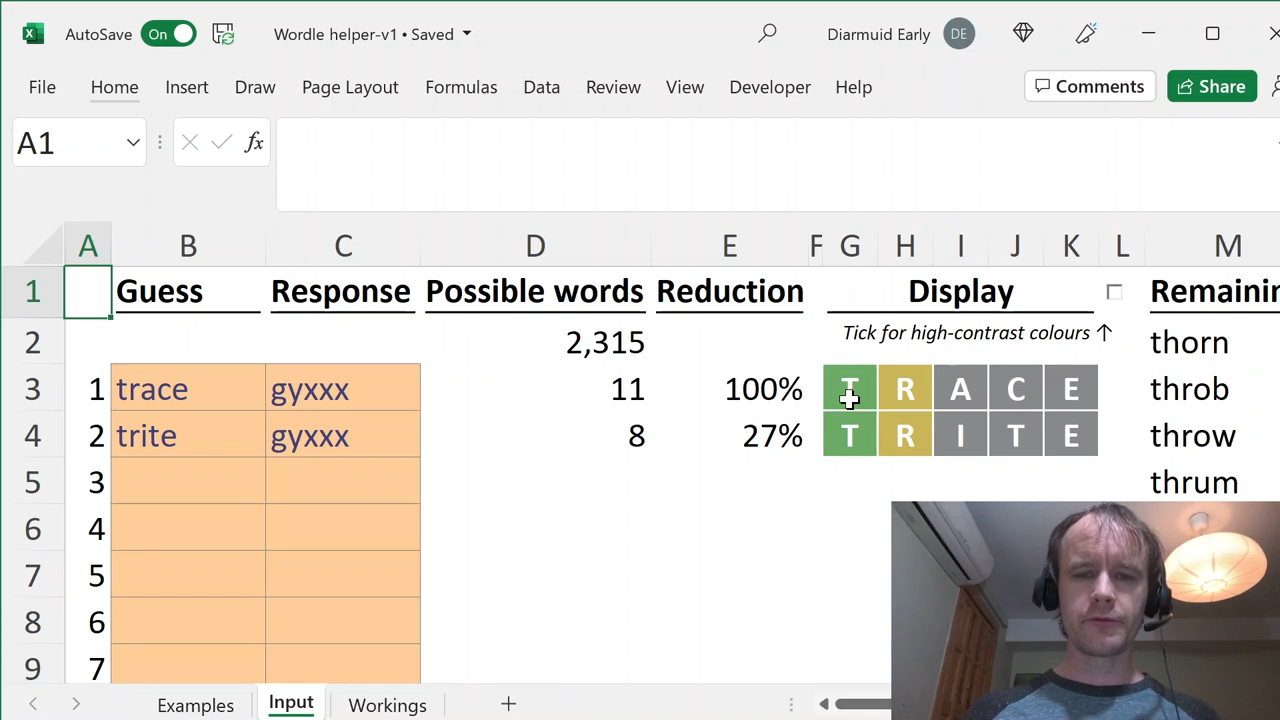 AutoSave On Wordle helper-v1 • Saved Diarmuid Early DE
File Home Insert Draw Page Layout Formulas Data Review View Developer Help Comments Share
A1 fx
A B C D E F G H I J K L M
1 Guess Response Possible words Reduction Display Remainin
2 2,315 Tick for high-contrast colours ↑ thorn
3 1 trace gyxxx 11 100% T R A C E throb
4 2 trite gyxxx 8 27% T R I T E throw
5 3 thrum
6 4
7 5
8 6
9 7
Examples Input Workings